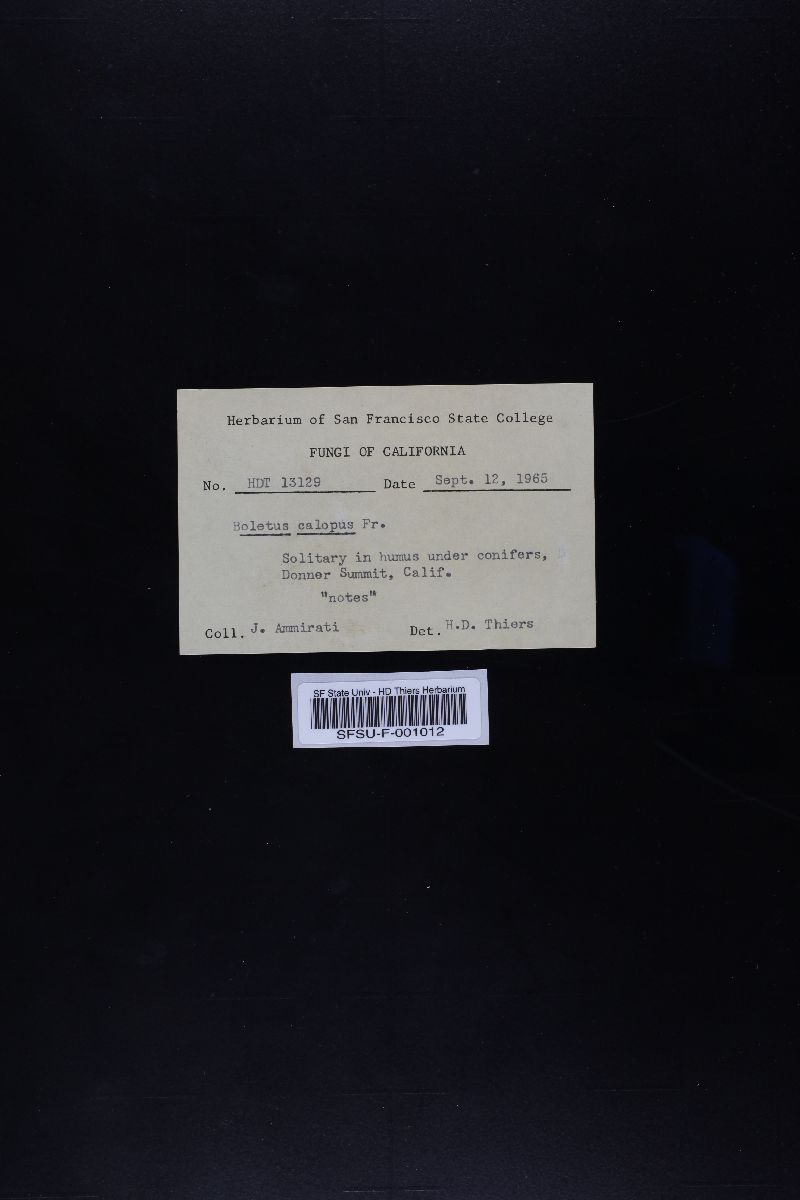 Herbarium of San Francisco State College
FUNGI OF CALIFORNIA
No. HDT 13129 Date Sept. 12, 1965
Boletus calopus Fr.
Solitary in humus under conifers,
Donner Summit, Calif.
"notes"
Coll. J. Ammirati Det. H.D. Thiers
SF State Univ - HD Thiers Herbarium
SFSU-F-001012